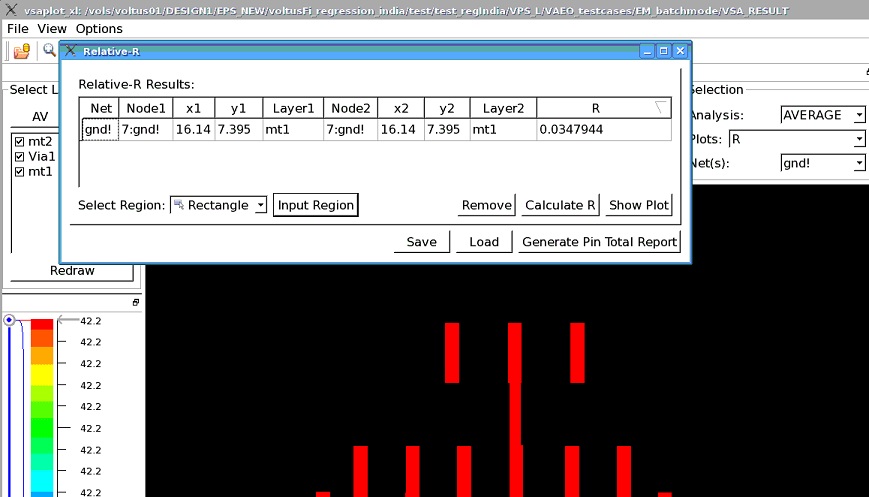 vsaplot_xl: /vols/voltus01/DESIGN1/EPS_NEW/voltusFi_regression_india/test/test_regIndia/VPS_L/VAEO_testcases/EM_batchmode/VSA_RESULT
File View Options
Relative-R
Relative-R Results:
Net Node1 x1 y1 Layer1 Node2 x2 y2 Layer2 R
gnd! 7:gnd! 16.14 7.395 mt1 7:gnd! 16.14 7.395 mt1 0.0347944
Select Region: Rectangle Input Region Remove Calculate R Show Plot
Save Load Generate Pin Total Report
Select L
AV
mt2
Via1
mt1
Redraw
Selection
Analysis: AVERAGE
Plots: R
Net(s): gnd!
42.2
42.2
42.2
42.2
42.2
42.2
42.2
42.2
42.2